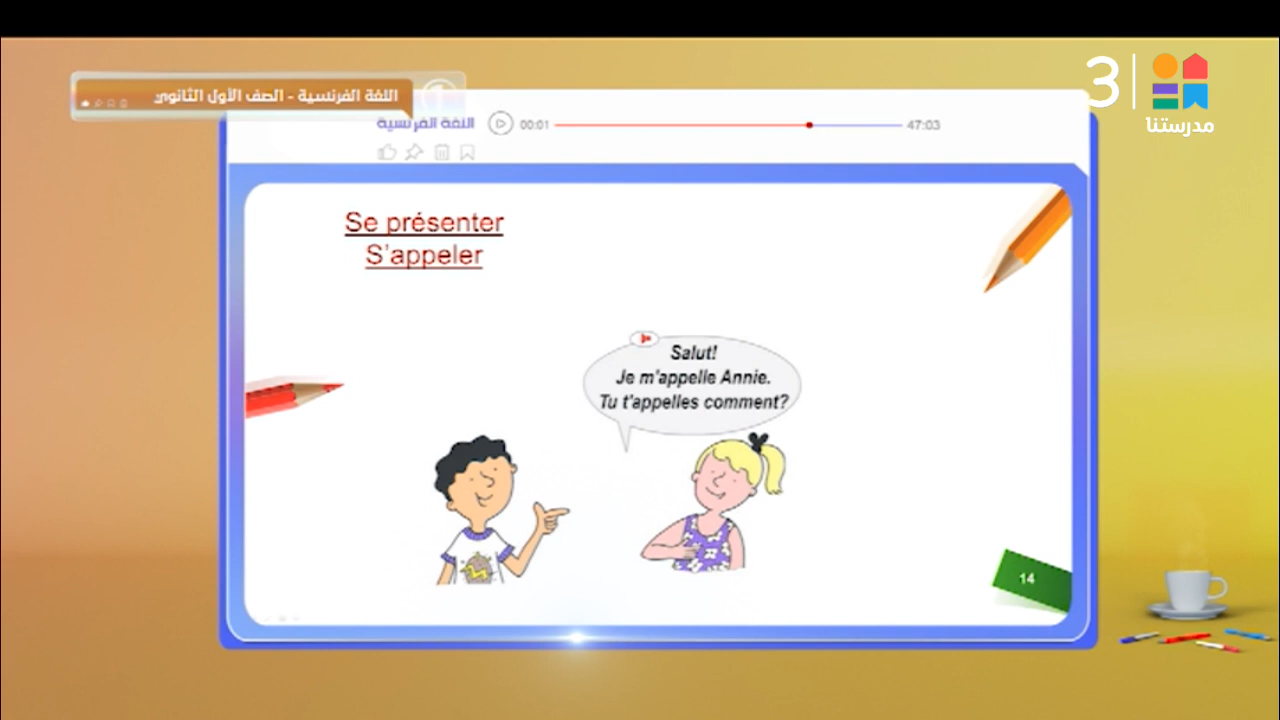 اللغة الفرنسية - الصف الأول الثانوي
3
مدرستنا
اللغة الفرنسية
00:01
47:03
Se présenter
S'appeler
Salut!
Je m'appelle Annie.
Tu t'appelles comment?
14